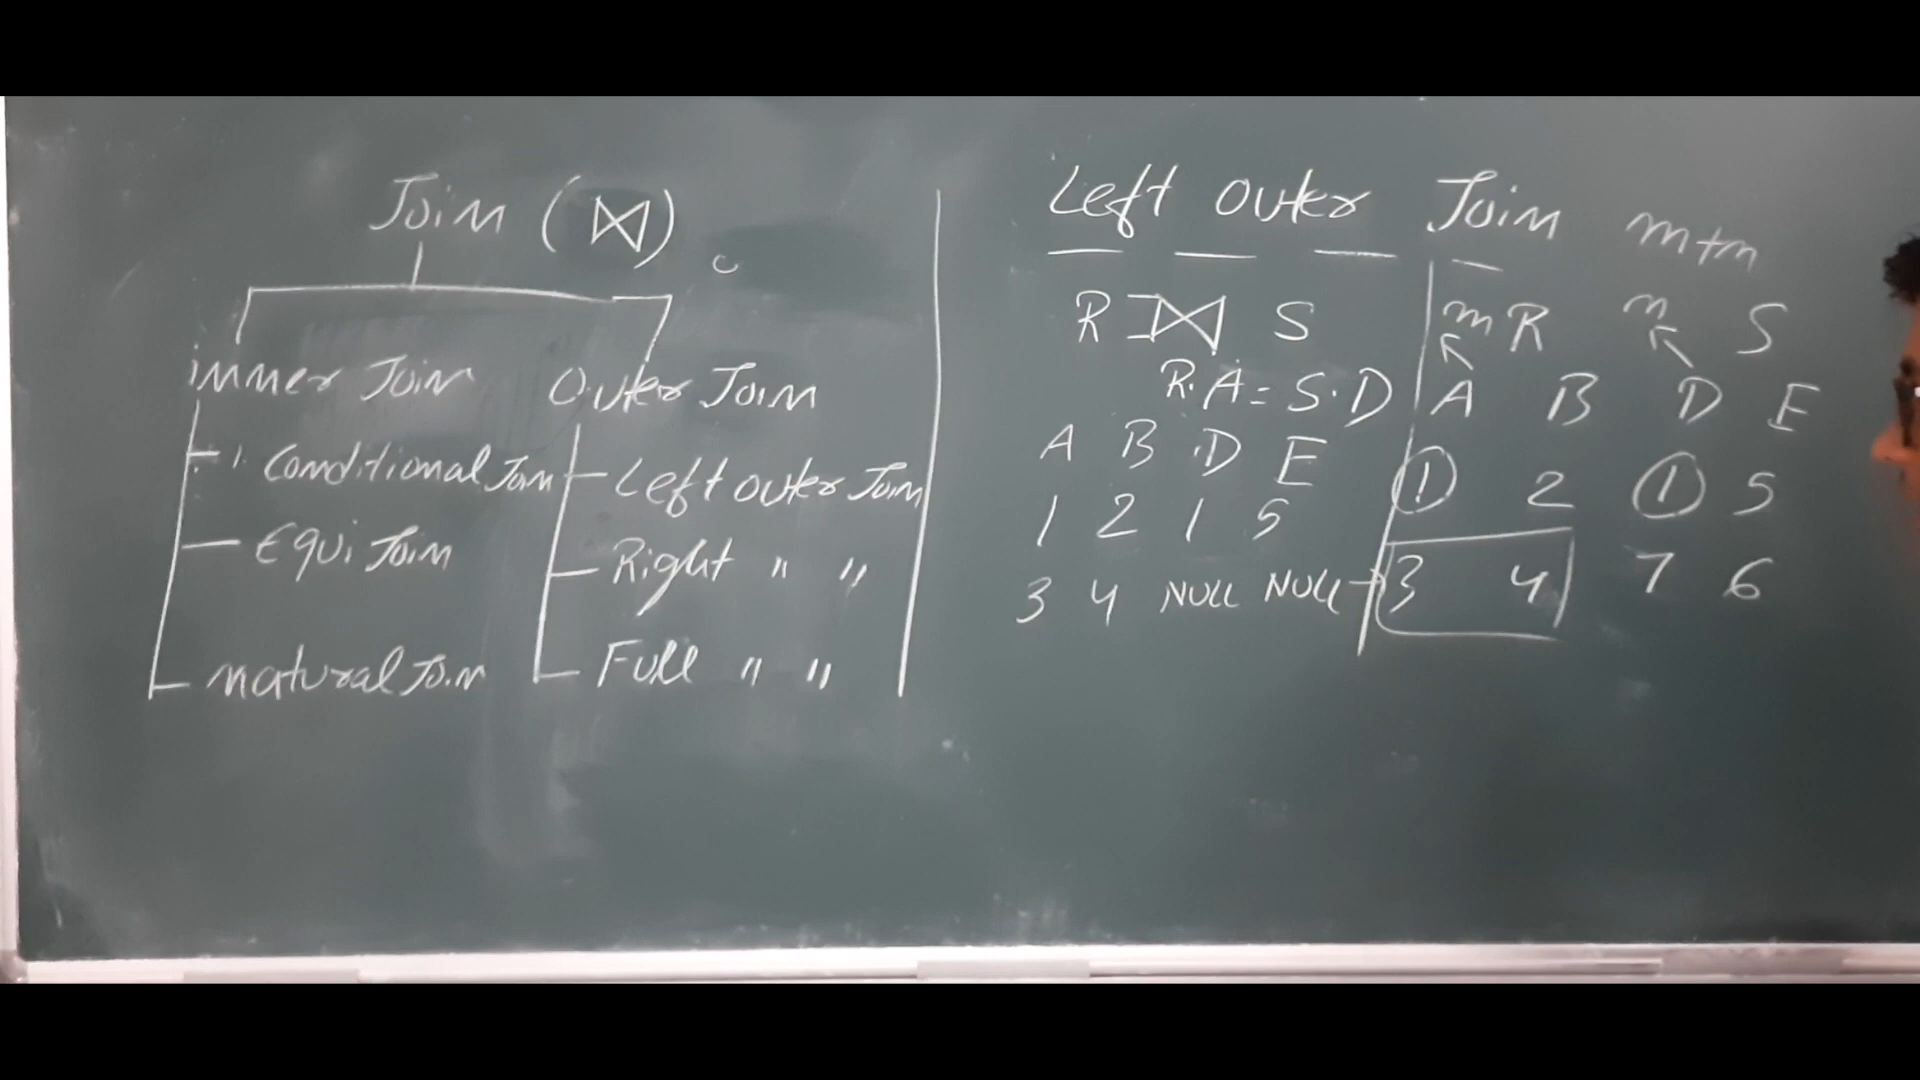 Join (⋈)
inner Join Outer Join
1. Conditional Join
Equi Join
natural Join
Left outer Join
Right " "
Full " "
Left Outer Join m+n
R ⟕ S
R.A = S.D
A B D E
1 2 1 5
3 4 NULL NULL
m R n S
A B D E
1 2 1 5
3 4 7 6